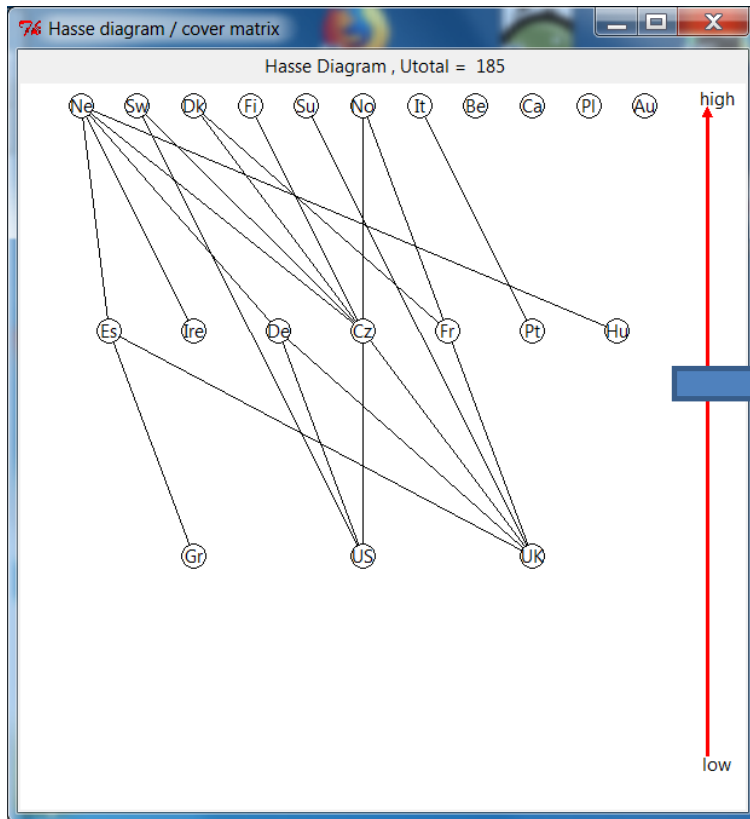 Hasse diagram / cover matrix
Hasse Diagram , Utotal = 185
Ne Sw Dk Fi Su No It Be Ca Pl Au
high
Es Ire De Cz Fr Pt Hu
Gr US UK
low